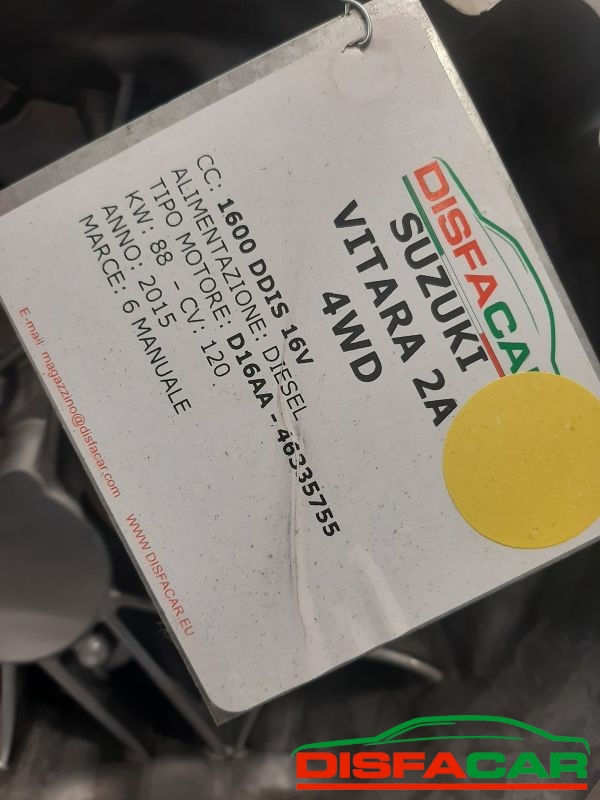 DISFACAR
SUZUKI
VITARA 2A
4WD
CC: 1600 DDIS 16V
ALIMENTAZIONE: DIESEL
TIPO MOTORE: D16AA - 46335755
KW: 88 - CV: 120
ANNO: 2015
MARCE: 6 MANUALE
E-mail: magazzino@disfacar.com WWW.DISFACAR.EU
DISFACAR